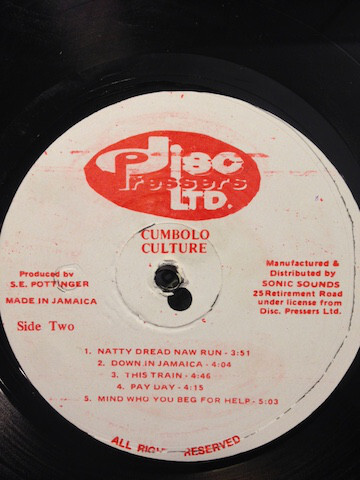 Disc
Pressers
LTD.
CUMBOLO
CULTURE
Produced by
S.E. POTTINGER
MADE IN JAMAICA
Manufactured &
Distributed by
SONIC SOUNDS
25 Retirement Road
under license from
Disc. Pressers Ltd.
Side Two
1. NATTY DREAD NAW RUN - 3:51
2. DOWN IN JAMAICA - 4:04
3. THIS TRAIN - 4:46
4. PAY DAY - 4:15
5. MIND WHO YOU BEG FOR HELP - 5:03
ALL RIGH RESERVED